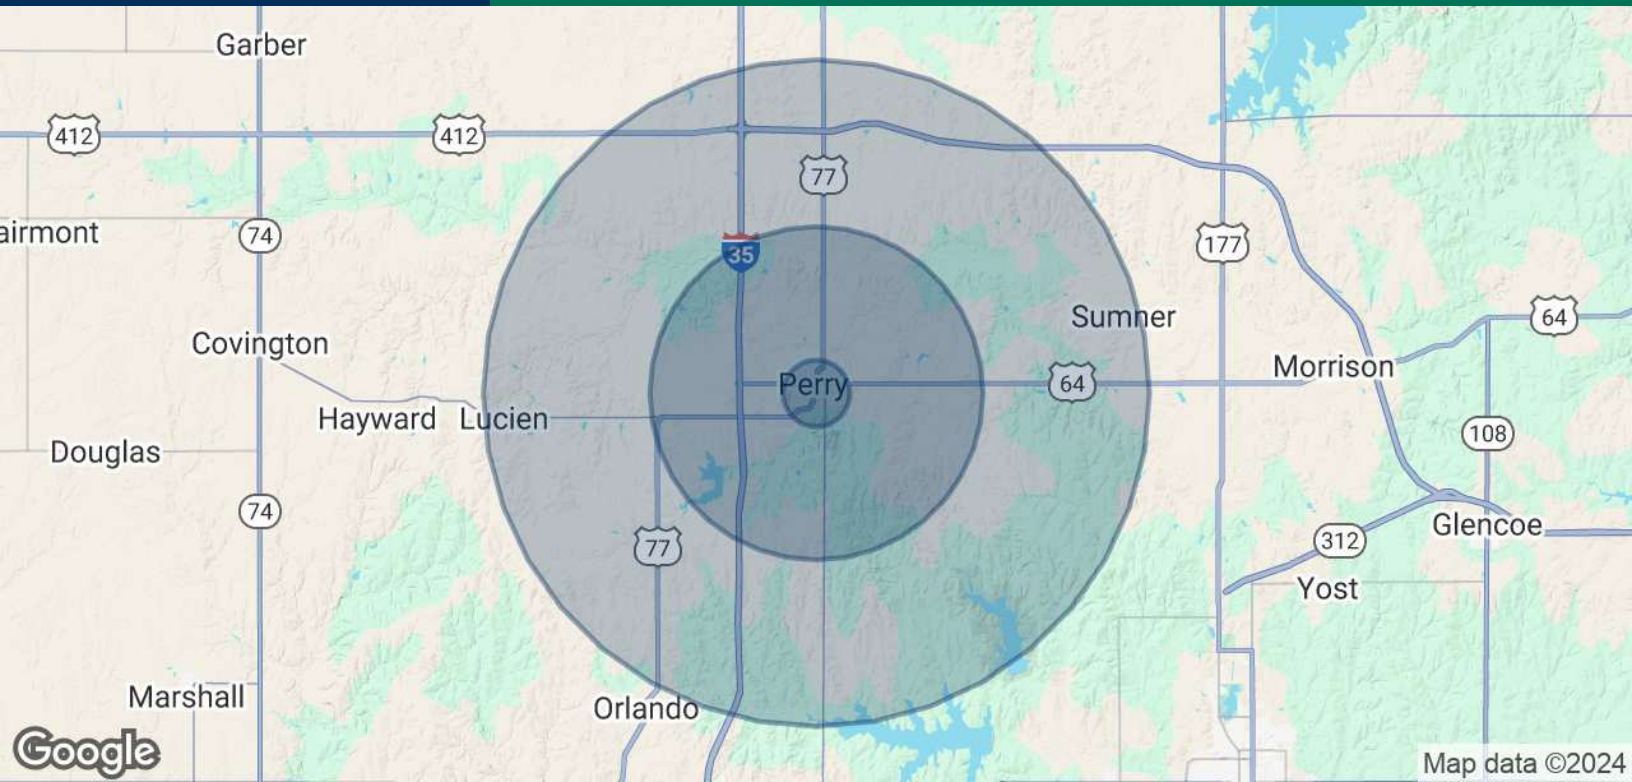 Garber
412
412
77
airmont
74
35
177
Sumner
64
Covington
Morrison
Perry
64
Hayward
Lucien
108
Douglas
74
Glencoe
77
312
Yost
Marshall
Orlando
Google
Map data ©2024